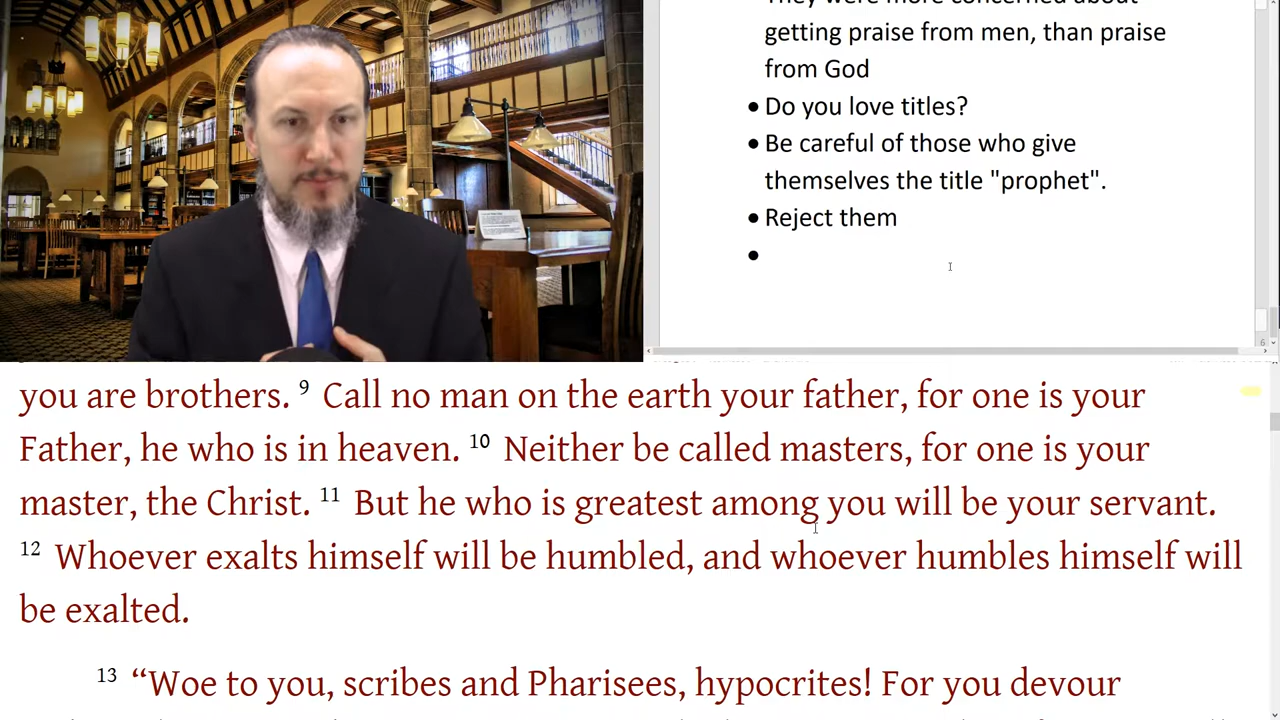 They were more concerned about
getting praise from men, than praise
from God
• Do you love titles?
• Be careful of those who give
themselves the title "prophet".
• Reject them
•
you are brothers. 9 Call no man on the earth your father, for one is your
Father, he who is in heaven. 10 Neither be called masters, for one is your
master, the Christ. 11 But he who is greatest among you will be your servant.
12 Whoever exalts himself will be humbled, and whoever humbles himself will
be exalted.
13 “Woe to you, scribes and Pharisees, hypocrites! For you devour